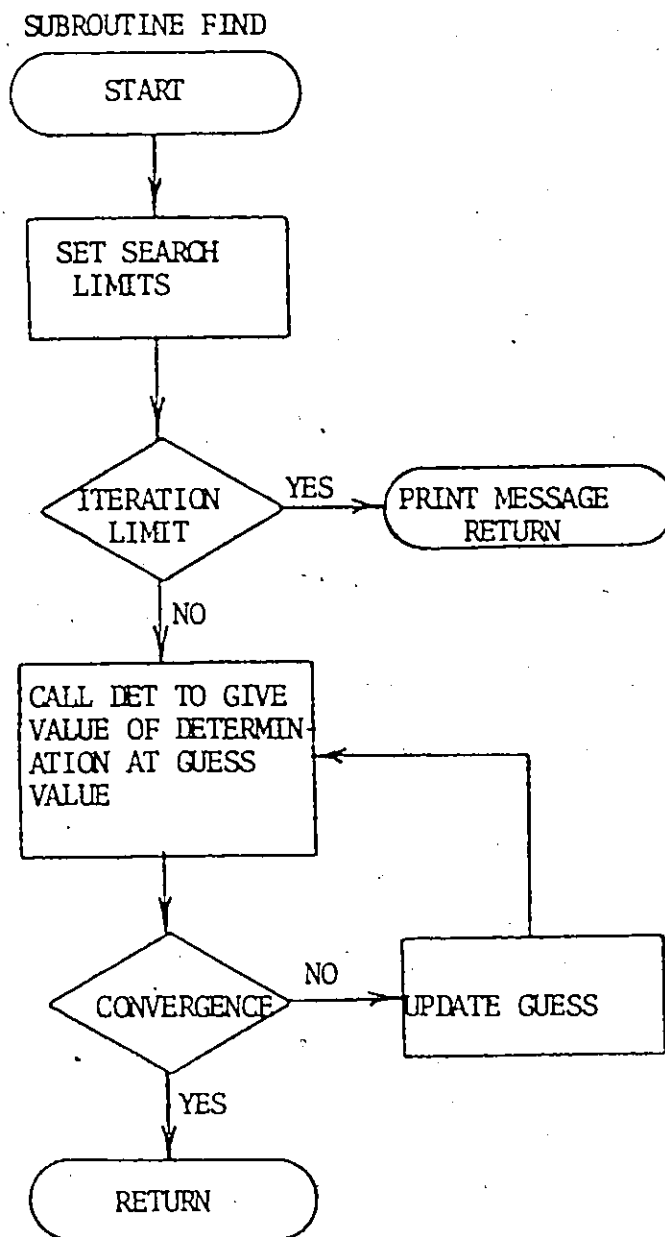 SUBROUTINE FIND
START
SET SEARCH
LIMITS
ITERATION
LIMIT
YES
PRINT MESSAGE
RETURN
NO
CALL DET TO GIVE
VALUE OF DETERMIN-
ATION AT GUESS
VALUE
CONVERGENCE
NO
UPDATE GUESS
YES
RETURN